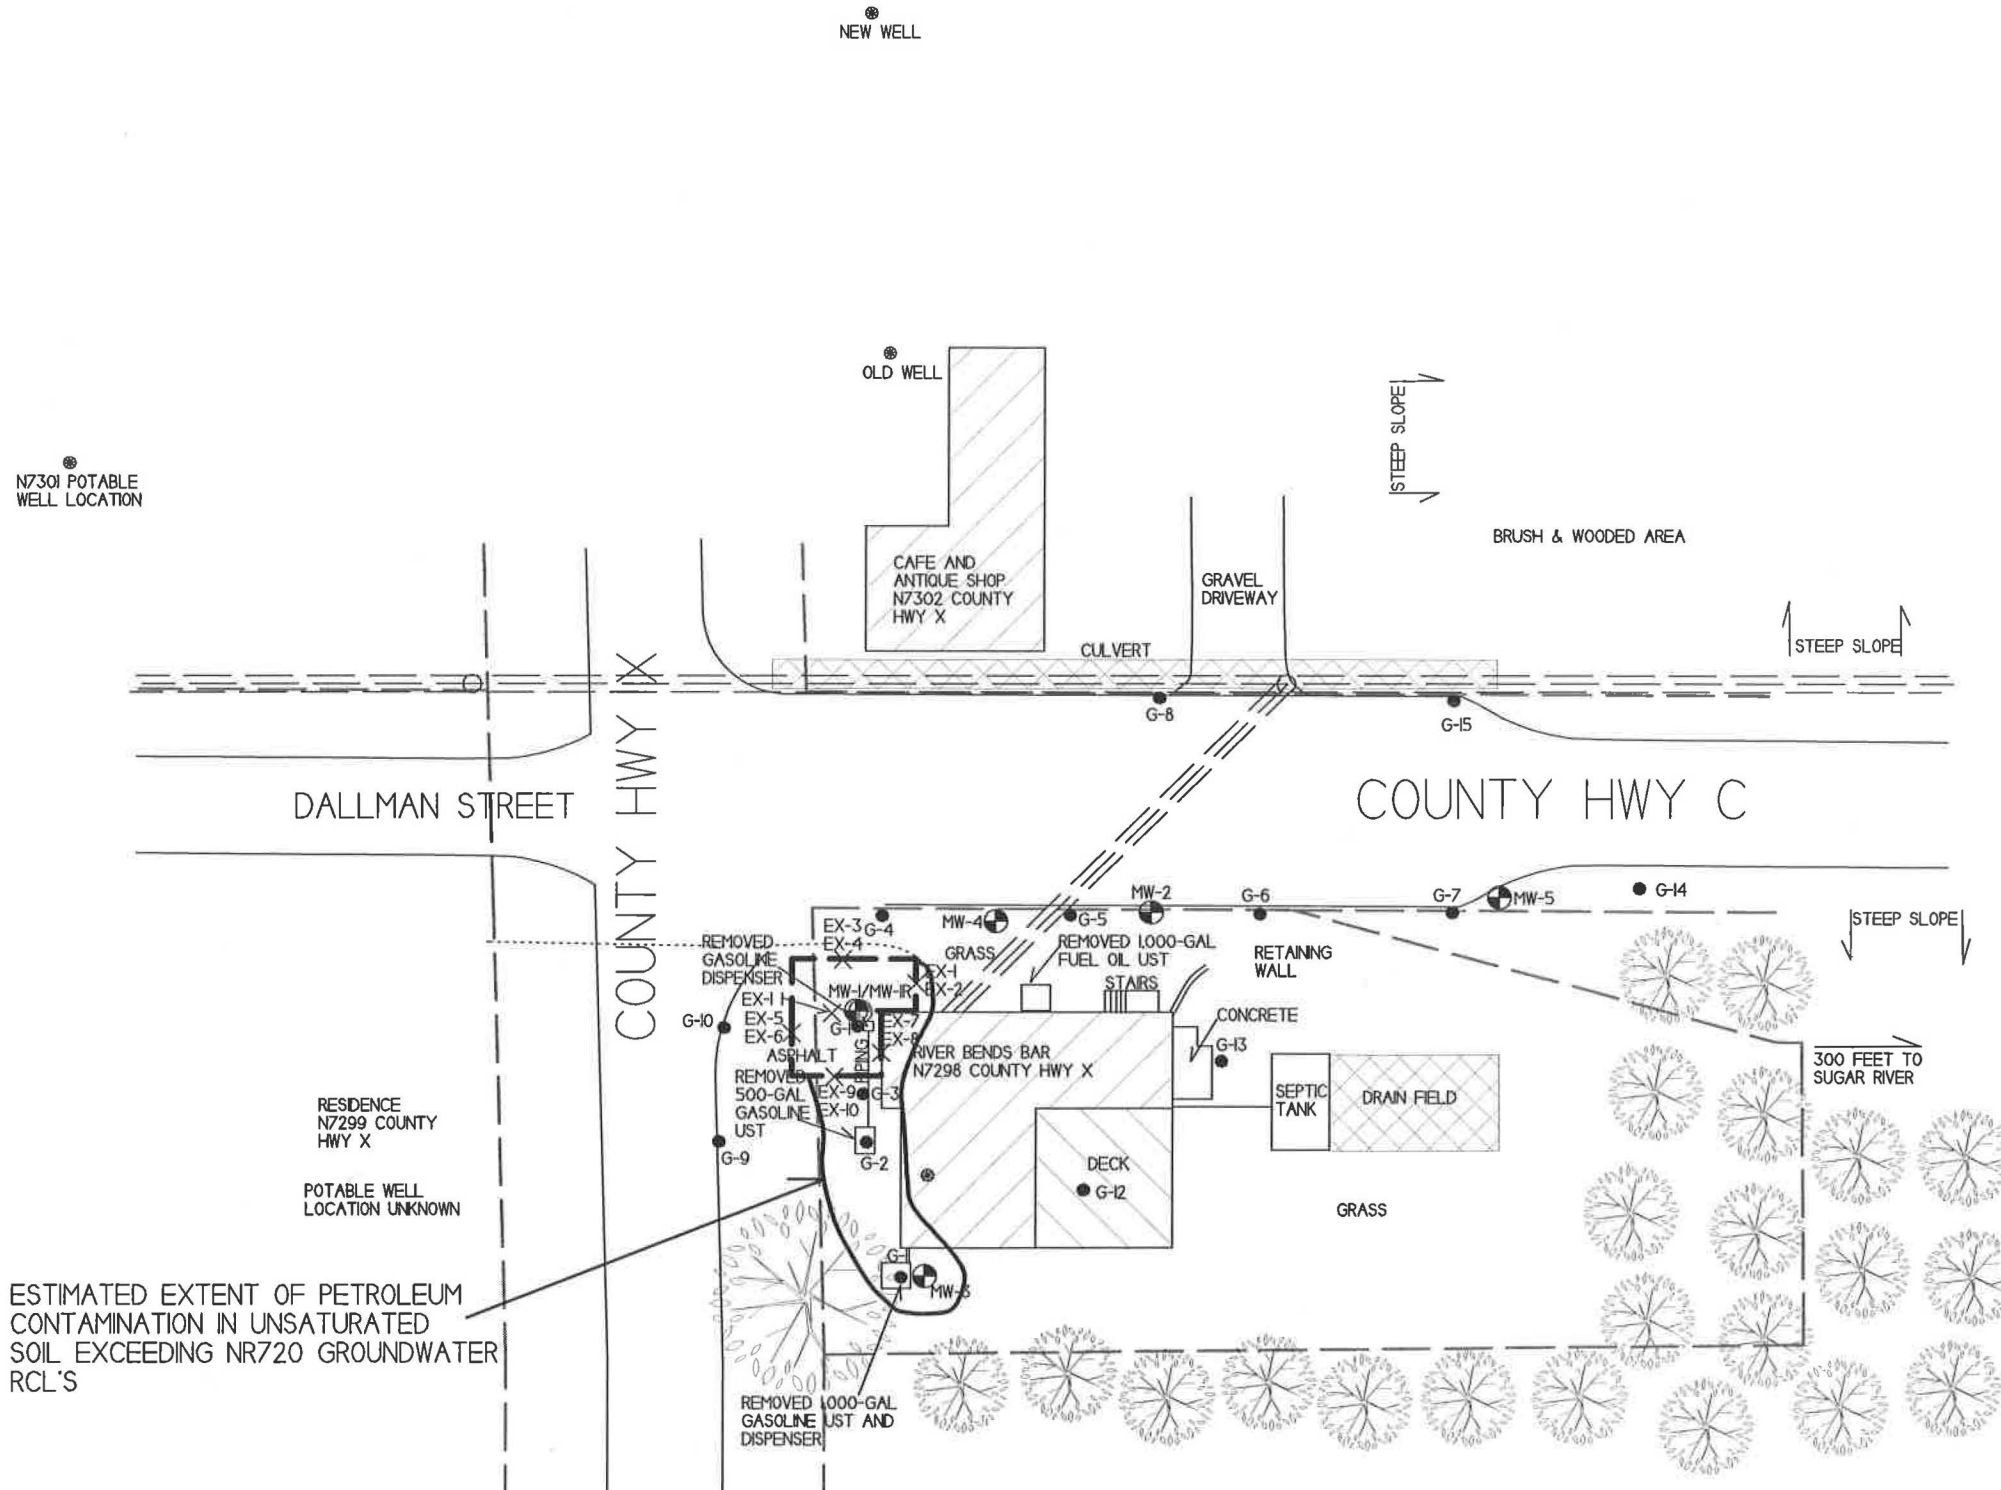 NEW WELL
OLD WELL
STEEP SLOPE
N7301 POTABLE
WELL LOCATION
BRUSH & WOODED AREA
CAFE AND
ANTIQUE SHOP
N7302 COUNTY
HWY X
GRAVEL
DRIVEWAY
STEEP SLOPE
CULVERT
G-8
G-15
COUNTY HWY X
DALLMAN STREET
COUNTY HWY C
MW-2
G-6
G-7
MW-5
G-14
EX-3
G-4
MW-4
G-5
STEEP SLOPE
EX-4
REMOVED
GASOLINE
DISPENSER
GRASS
REMOVED 1,000-GAL
FUEL OIL UST
RETAINING
WALL
EX-1
EX-2
STAIRS
MW-1/MW-1R
EX-11
EX-5
EX-6
G-10
EX-7
EX-8
CONCRETE
G-13
ASPHALT
PIPING
RIVER BENDS BAR
N7298 COUNTY HWY X
300 FEET TO
SUGAR RIVER
REMOVED
500-GAL
GASOLINE
UST
EX-9
EX-10
G-3
SEPTIC
TANK
DRAIN FIELD
RESIDENCE
N7299 COUNTY
HWY X
G-9
G-2
DECK
G-12
POTABLE WELL
LOCATION UNKNOWN
GRASS
MW-3
ESTIMATED EXTENT OF PETROLEUM
CONTAMINATION IN UNSATURATED
SOIL EXCEEDING NR720 GROUNDWATER
RCL'S
REMOVED 1,000-GAL
GASOLINE UST AND
DISPENSER